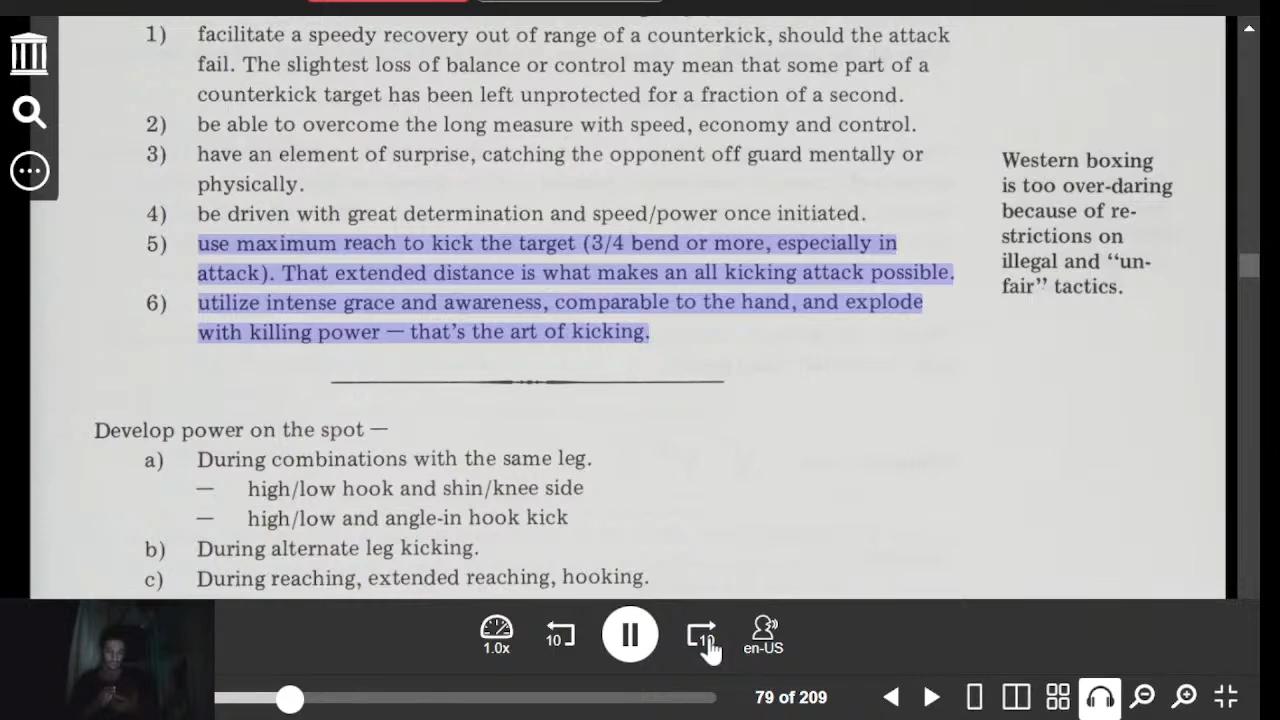 1) facilitate a speedy recovery out of range of a counterkick, should the attack
fail. The slightest loss of balance or control may mean that some part of a
counterkick target has been left unprotected for a fraction of a second.
2) be able to overcome the long measure with speed, economy and control.
3) have an element of surprise, catching the opponent off guard mentally or
physically.
4) be driven with great determination and speed/power once initiated.
5) use maximum reach to kick the target (3/4 bend or more, especially in
attack). That extended distance is what makes an all kicking attack possible.
6) utilize intense grace and awareness, comparable to the hand, and explode
with killing power — that's the art of kicking.
Western boxing
is too over-daring
because of re-
strictions on
illegal and "un-
fair" tactics.
Develop power on the spot —
a) During combinations with the same leg.
— high/low hook and shin/knee side
— high/low and angle-in hook kick
b) During alternate leg kicking.
c) During reaching, extended reaching, hooking.
1.0x
10
10
en-US
79 of 209